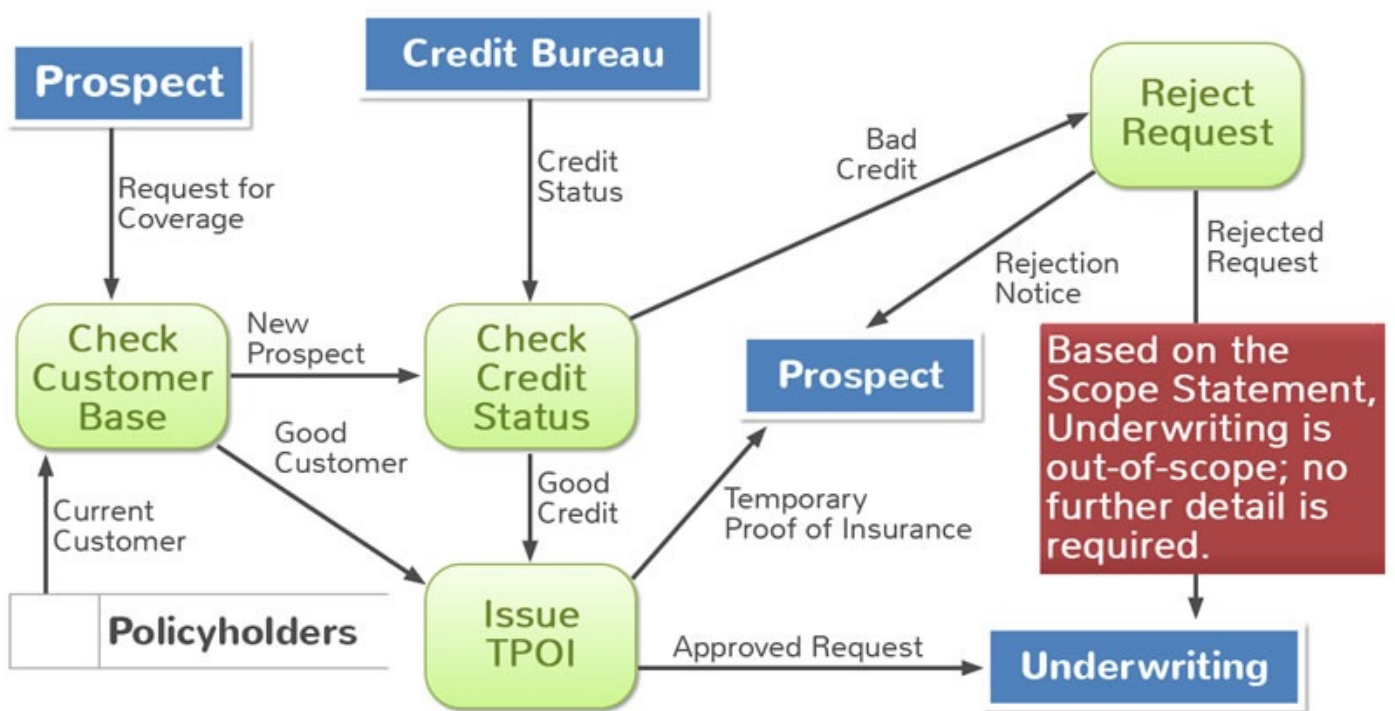 Prospect
Credit Bureau
Reject
Request
Request for
Coverage
Credit
Status
Bad
Credit
Rejection
Notice
Rejected
Request
Check
Customer
Base
New
Prospect
Check
Credit
Status
Prospect
Based on the
Scope Statement,
Underwriting is
out-of-scope; no
further detail is
required.
Good
Customer
Current
Customer
Good
Credit
Temporary
Proof of Insurance
Policyholders
Issue
TPOI
Approved Request
Underwriting